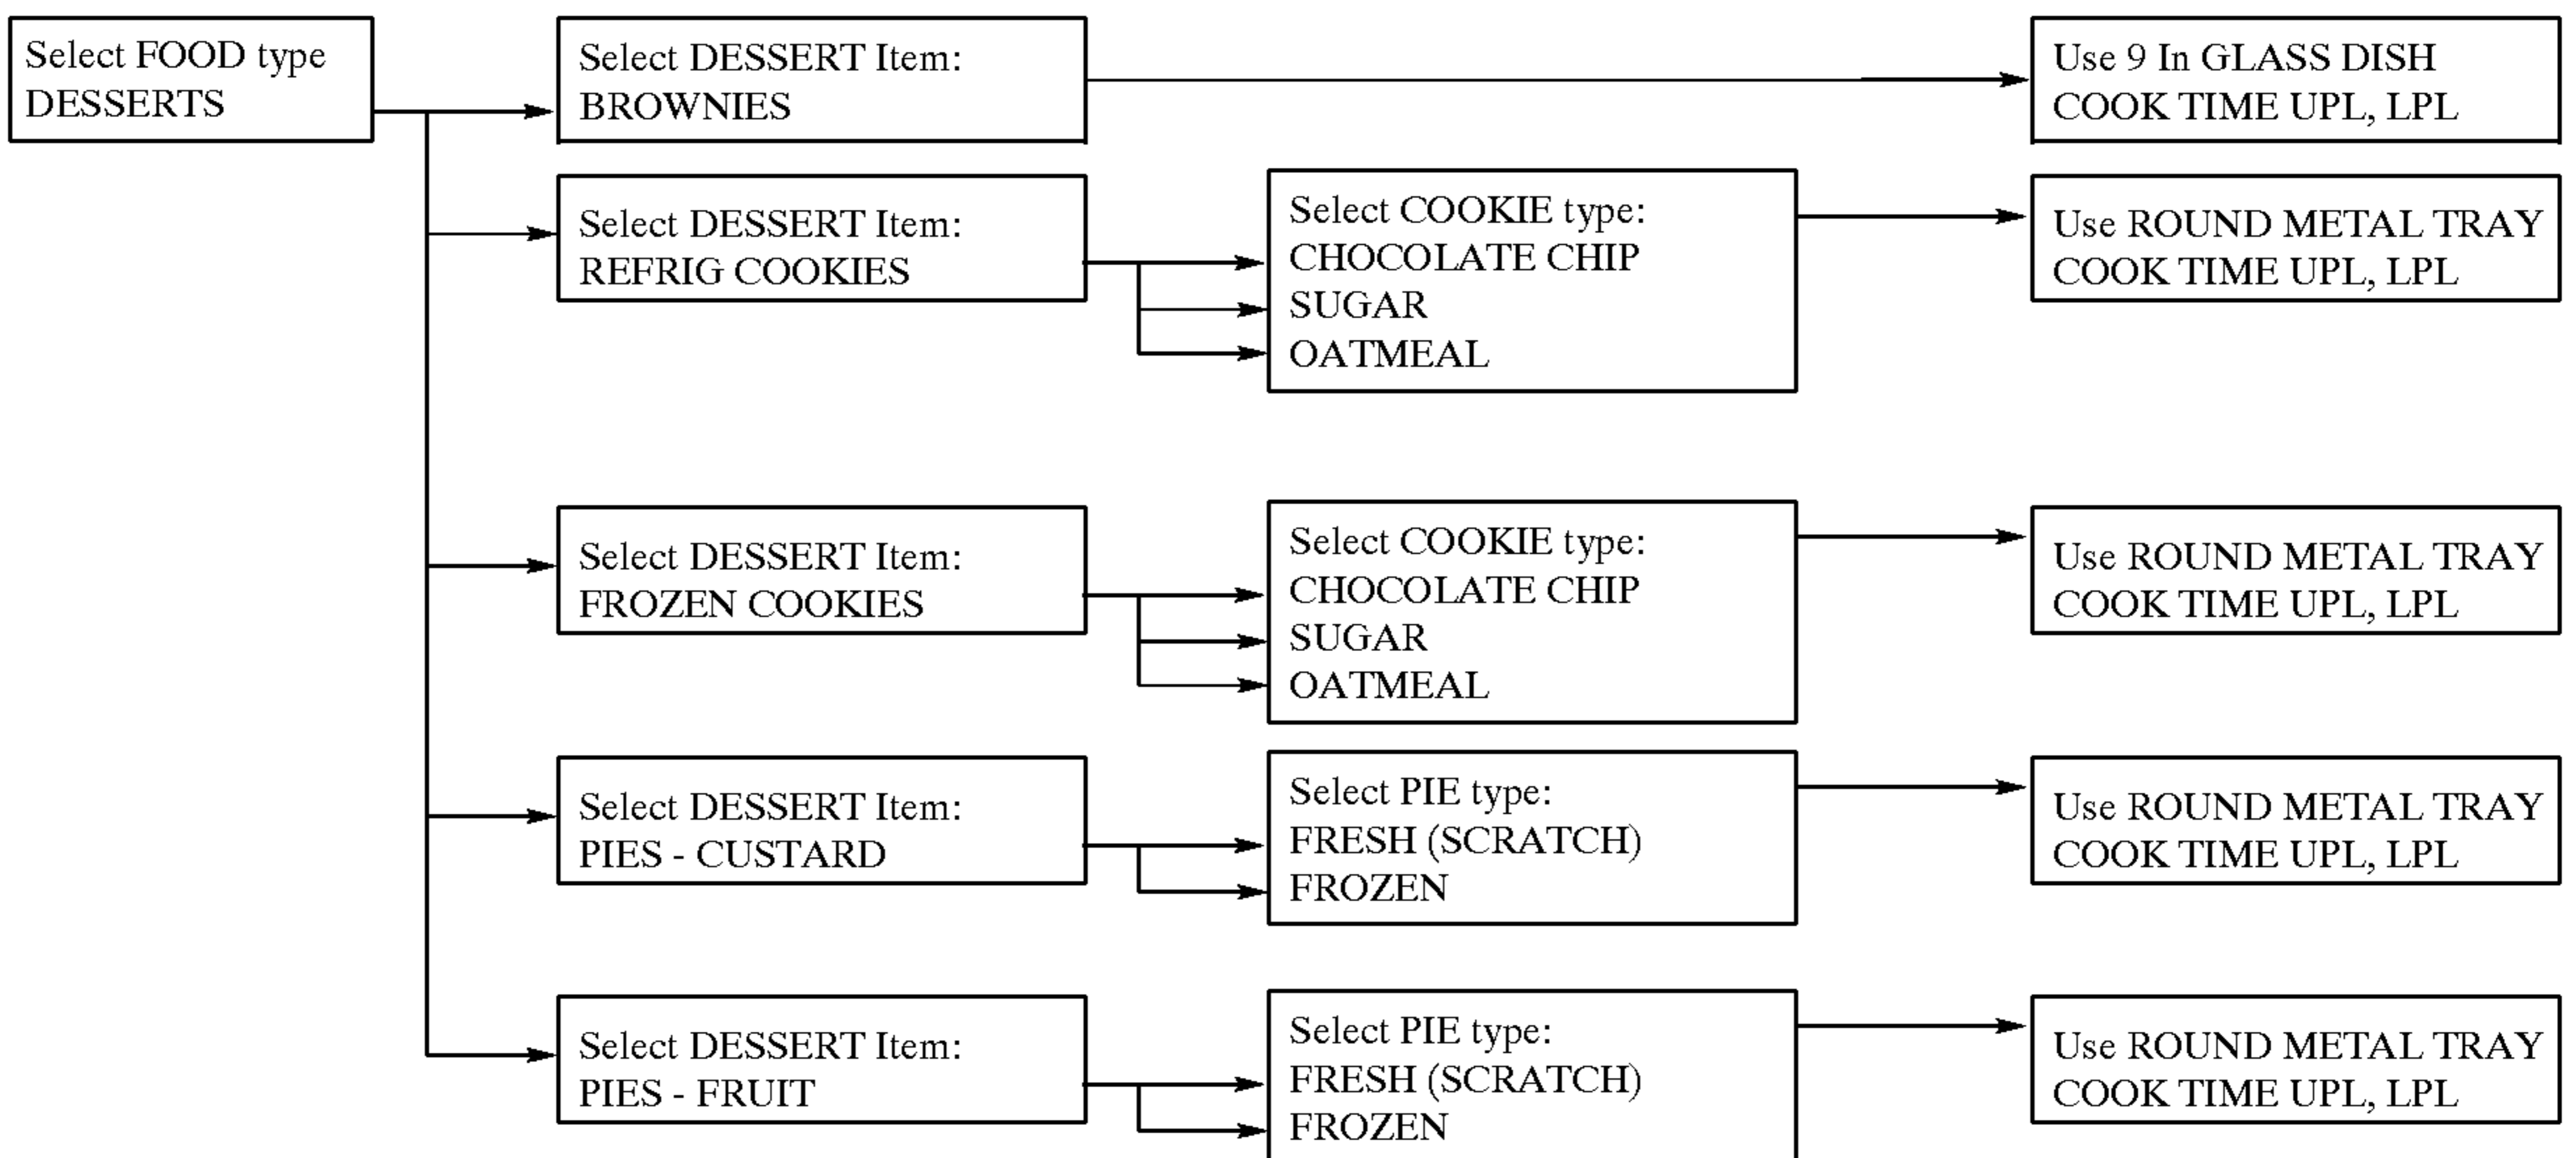 Select FOOD type
DESSERTS
Select DESSERT Item:
BROWNIES
Use 9 In GLASS DISH
COOK TIME UPL, LPL
Select DESSERT Item:
REFRIG COOKIES
Select COOKIE type:
CHOCOLATE CHIP
SUGAR
OATMEAL
Use ROUND METAL TRAY
COOK TIME UPL, LPL
Select DESSERT Item:
FROZEN COOKIES
Select COOKIE type:
CHOCOLATE CHIP
SUGAR
OATMEAL
Use ROUND METAL TRAY
COOK TIME UPL, LPL
Select DESSERT Item:
PIES - CUSTARD
Select PIE type:
FRESH (SCRATCH)
FROZEN
Use ROUND METAL TRAY
COOK TIME UPL, LPL
Select DESSERT Item:
PIES - FRUIT
Select PIE type:
FRESH (SCRATCH)
FROZEN
Use ROUND METAL TRAY
COOK TIME UPL, LPL